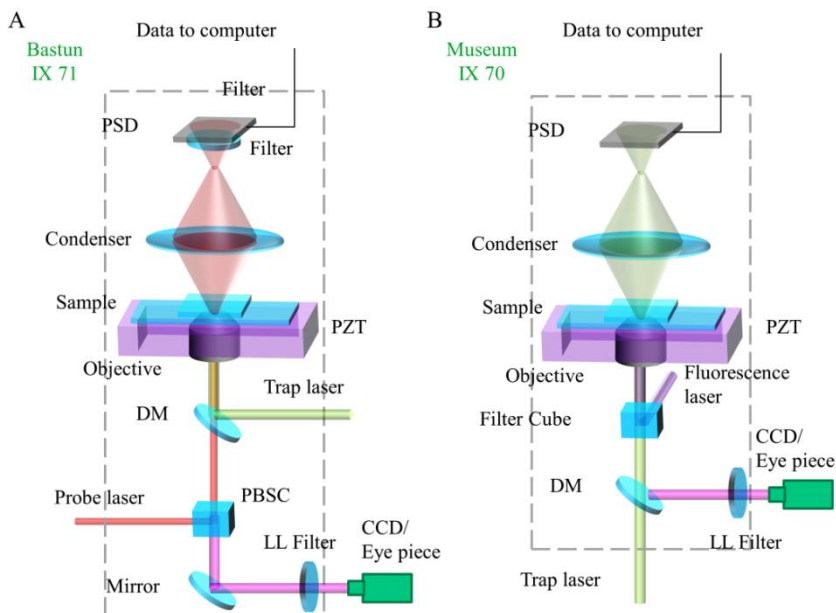 A
Bastun
IX 71
Data to computer
Filter
PSD
Filter
Condenser
Sample
PZT
Objective
Trap laser
DM
Probe laser
PBSC
LL Filter
CCD/
Eye piece
Mirror
B
Museum
IX 70
Data to computer
PSD
Condenser
Sample
PZT
Objective
Fluorescence
laser
Filter Cube
CCD/
Eye piece
DM
LL Filter
Trap laser